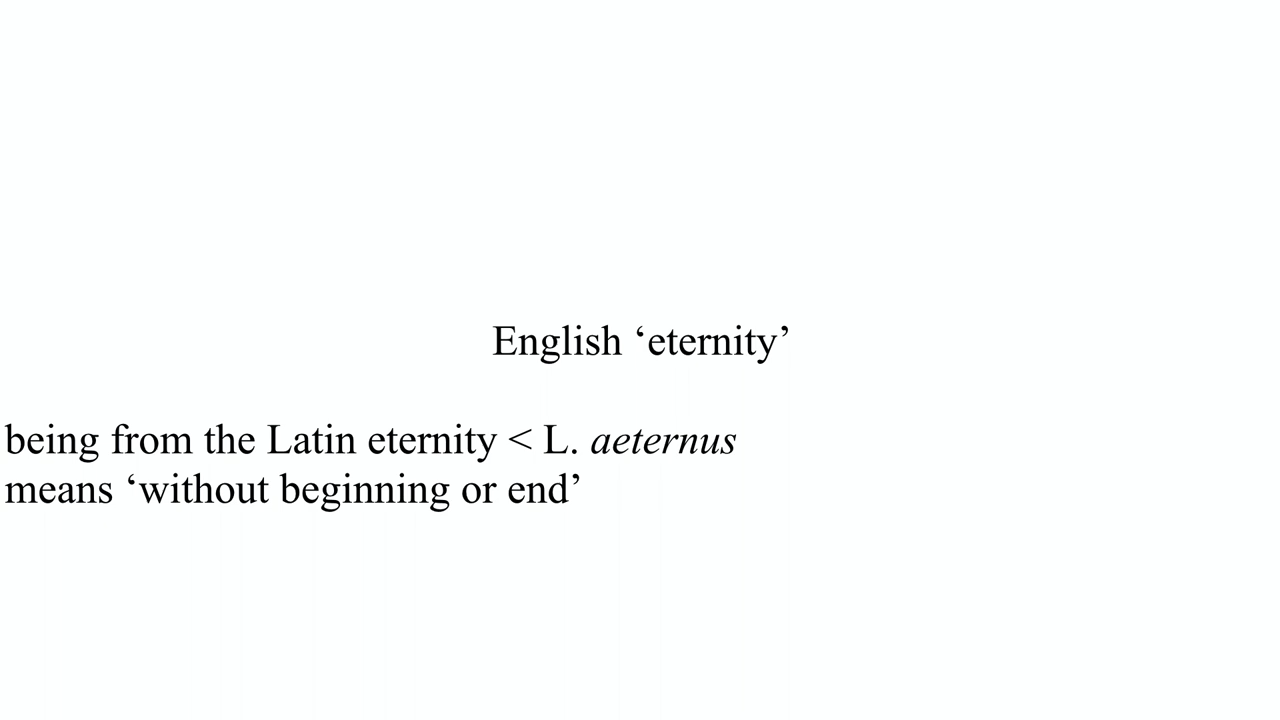 English ‘eternity’
being from the Latin eternity < L. aeternus
means ‘without beginning or end’